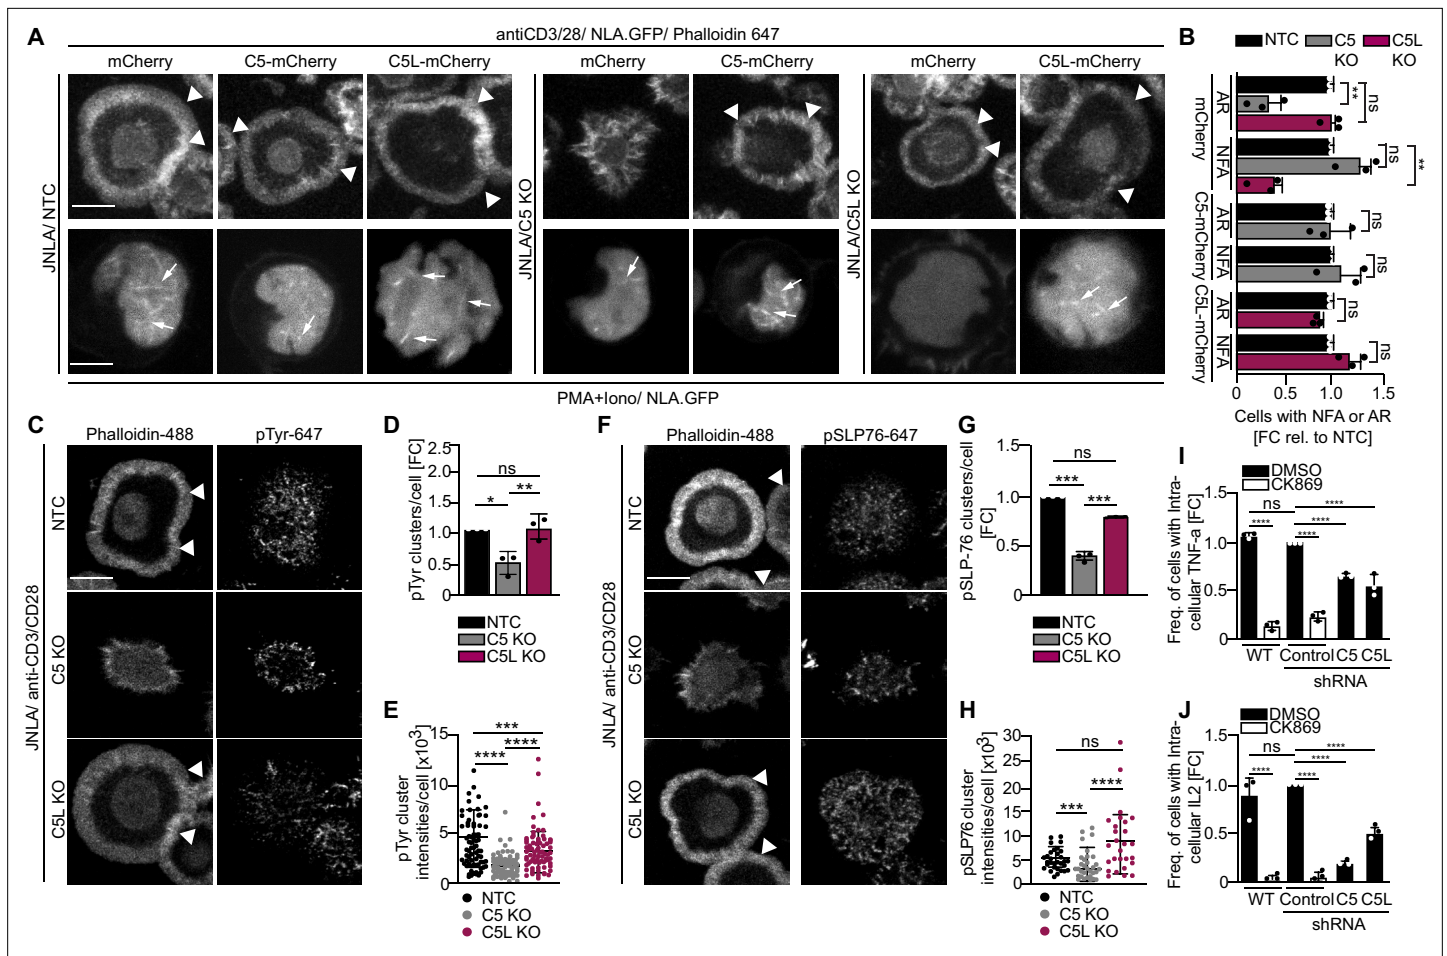 A
antiCD3/28/ NLA.GFP/ Phalloidin 647
mCherry
C5-mCherry
C5L-mCherry
mCherry
C5-mCherry
mCherry
C5L-mCherry
JNLA/ NTC
JNLA/C5 KO
JNLA/C5L KO
PMA+Iono/ NLA.GFP
B
NTC
C5 KO
C5L KO
mCherry
AR
NFA
C5-mCherry
AR
NFA
C5L-mCherry
AR
NFA
**
ns
ns
**
ns
ns
ns
ns
0 0.5 1.0 1.5
Cells with NFA or AR
[FC rel. to NTC]
C
Phalloidin-488
pTyr-647
NTC
C5 KO
C5L KO
JNLA/ anti-CD3/CD28
D
pTyr clusters/cell [FC]
2.5
2.0
1.5
1.0
0.5
0
ns
*
**
NTC
C5 KO
C5L KO
E
pTyr cluster
intensities/cell [x10³]
15
10
5
0
***
****
****
NTC
C5 KO
C5L KO
F
Phalloidin-488
pSLP76-647
NTC
C5 KO
C5L KO
JNLA/ anti-CD3/CD28
G
pSLP-76 clusters/cell
[FC]
1.5
1.0
0.5
0
ns
***
***
NTC
C5 KO
C5L KO
H
pSLP76 cluster
intensities/cell [x10³]
30
20
15
10
5
0
ns
***
****
NTC
C5 KO
C5L KO
I
DMSO
CK869
Freq. of cells with Intra-
cellular TNF-a [FC]
1.5
1.0
0.5
0
ns
****
****
****
****
WT
Control
C5
C5L
shRNA
J
DMSO
CK869
Freq. of cells with Intra-
cellular IL2 [FC]
1.5
1.0
0.5
0
ns
****
****
****
****
WT
Control
C5
C5L
shRNA